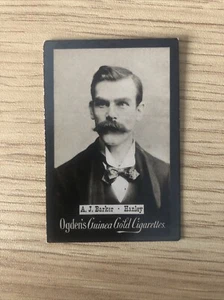 A. J. Barker · Hanley
Ogden's Guinea Gold Cigarettes.